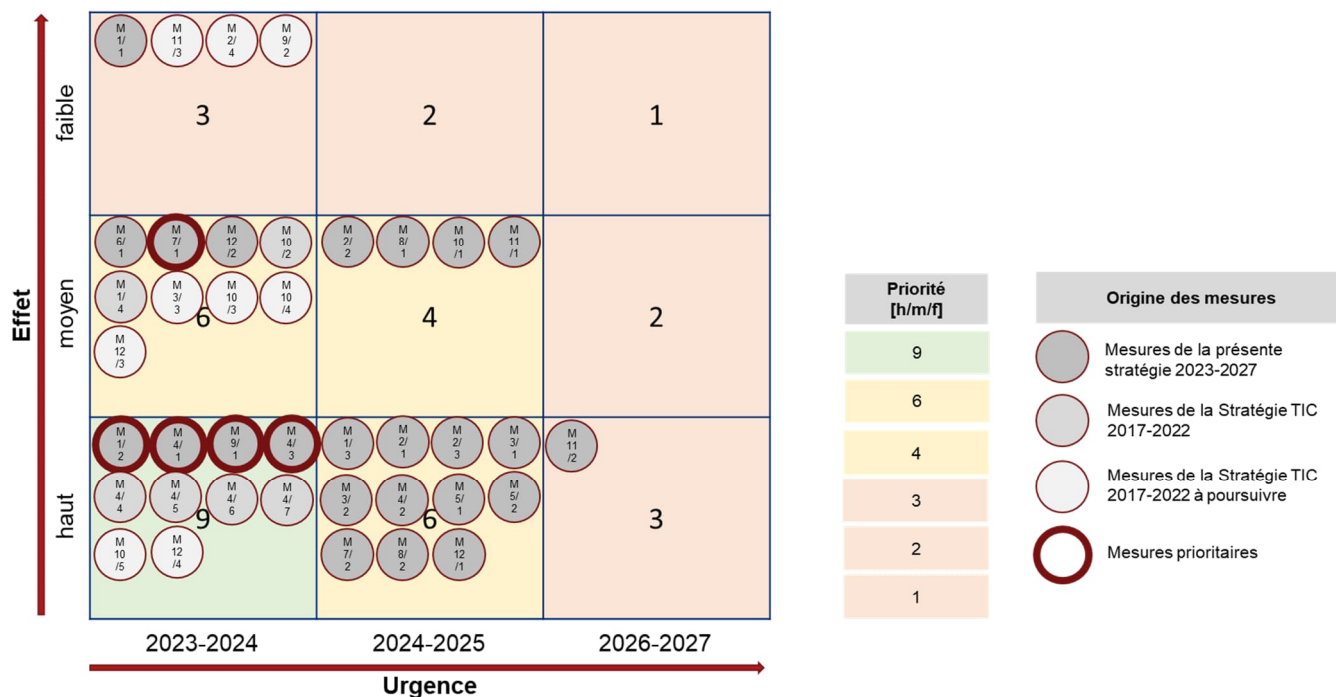 Effet
faible
moyen
haut
M
1/
1
M
11
/3
M
2/
4
M
9/
2
3
2
1
M
6/
1
M
7/
1
M
12
/2
M
10
/2
M
1/
4
M
3/
3
M
10
/3
M
10
/4
M
12
/3
6
M
2/
2
M
8/
1
M
10
/1
M
11
/1
4
2
M
1/
2
M
4/
1
M
9/
1
M
4/
3
M
4/
4
M
4/
5
M
4/
6
M
4/
7
M
10
/5
M
12
/4
9
M
1/
3
M
2/
1
M
2/
3
M
3/
1
M
3/
2
M
4/
2
M
5/
1
M
5/
2
M
7/
2
M
8/
2
M
12
/1
6
M
11
/2
3
2023-2024
2024-2025
2026-2027
Urgence
Priorité
[h/m/f]
9
6
4
3
2
1
Origine des mesures
Mesures de la présente
stratégie 2023-2027
Mesures de la Stratégie TIC
2017-2022
Mesures de la Stratégie TIC
2017-2022 à poursuivre
Mesures prioritaires